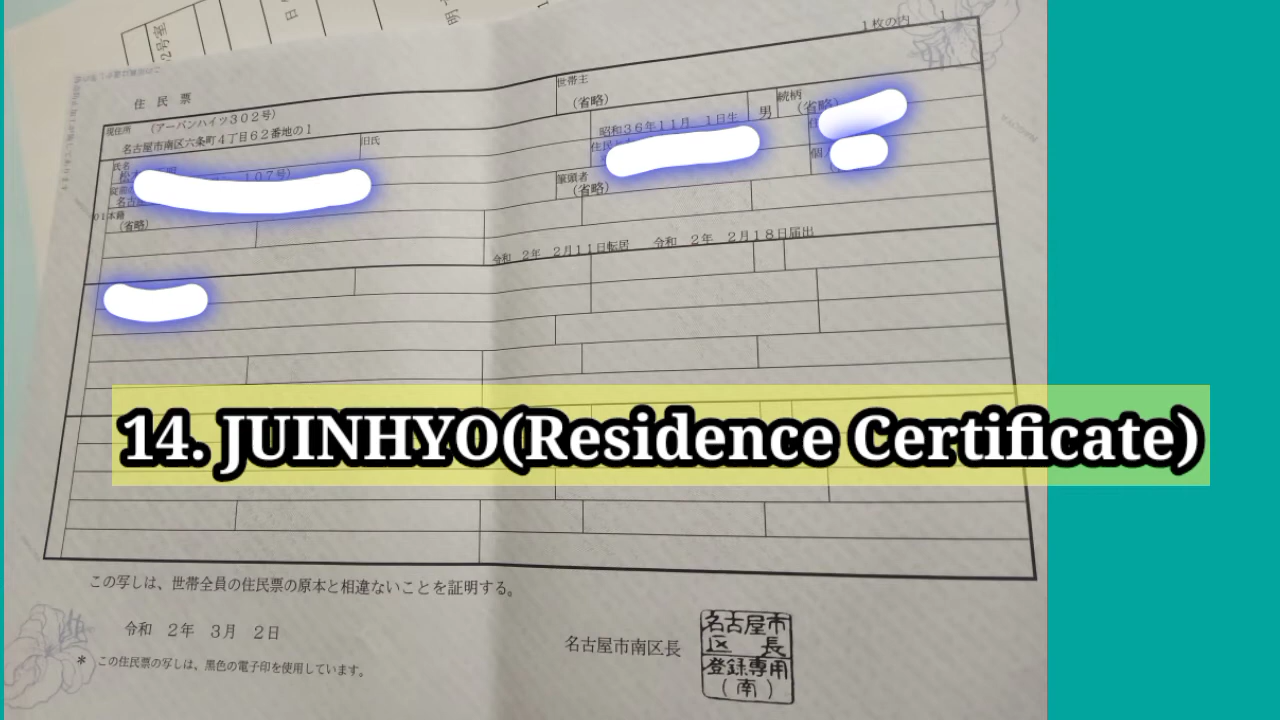 2号室
1枚の内 1
住民票
世帯主
(省略)
現住所 (アーバンハイツ302号)
名古屋市南区六条町4丁目62番地の1
旧氏
昭和36年11月 1日生
男
続柄
(省略)
氏名
107号)
筆頭者
(省略)
01本籍
(省略)
令和 2年 2月11日転居 令和 2年 2月18日届出
14. JUINHYO(Residence Certificate)
この写しは、世帯全員の住民票の原本と相違ないことを証明する。
令和 2年 3月 2日
名古屋市南区長
名古屋市
区長
登録専用
(南)
* この住民票の写しは、黒色の電子印を使用しています。